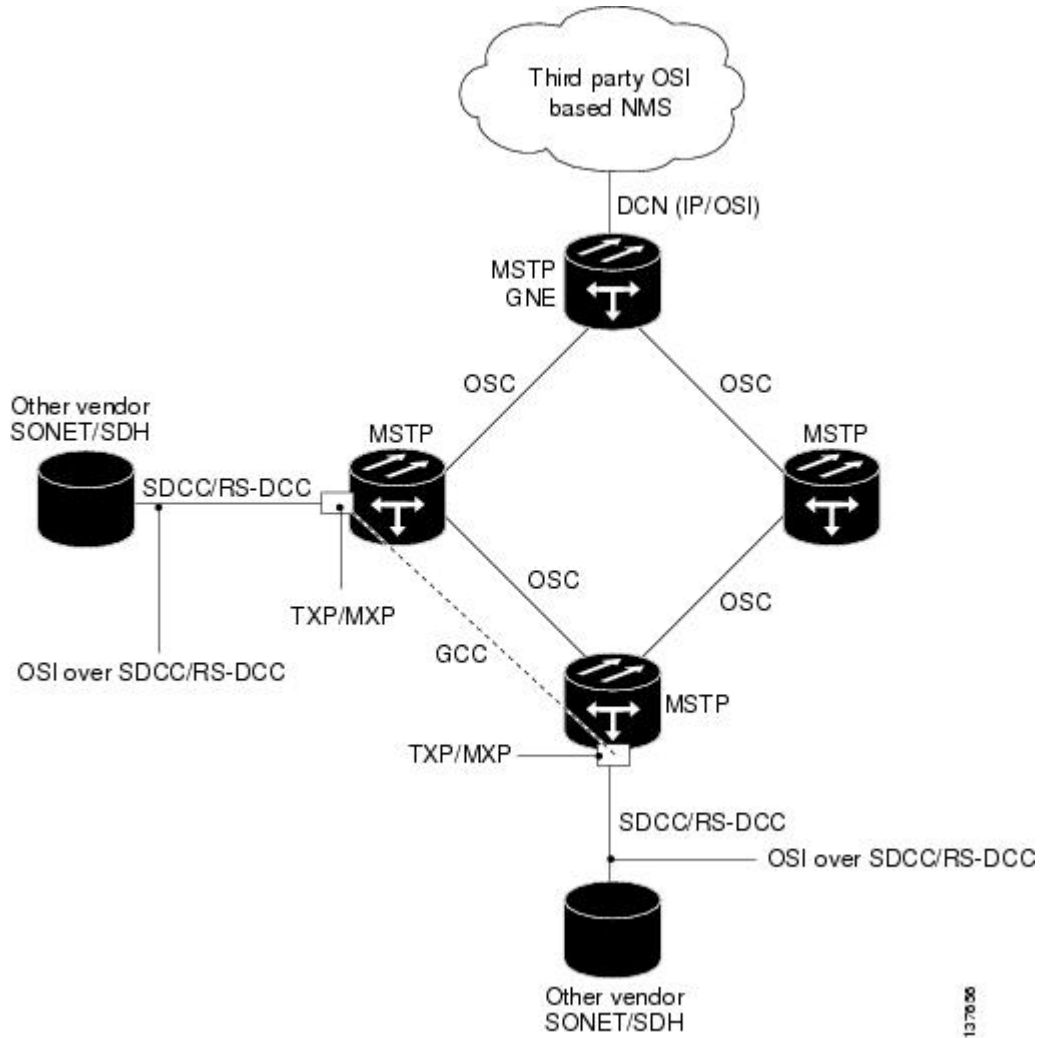 Third party OSI
based NMS
DCN (IP/OSI)
MSTP
GNE
OSC
OSC
Other vendor
SONET/SDH
MSTP
MSTP
SDCC/RS-DCC
OSC
OSC
TXP/MXP
GCC
OSI over SDCC/RS-DCC
MSTP
TXP/MXP
SDCC/RS-DCC
OSI over SDCC/RS-DCC
Other vendor
SONET/SDH
137656